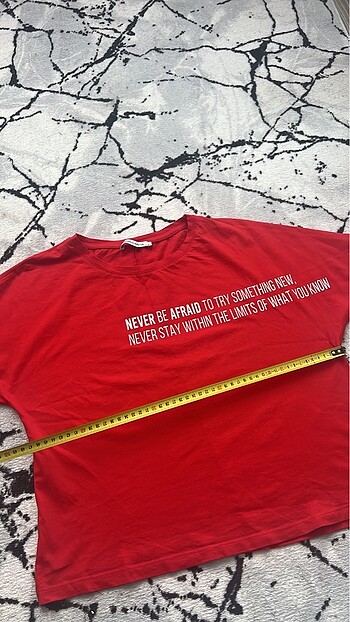 NEVER BE AFRAID TO TRY SOMETHING NEW.
NEVER STAY WITHIN THE LIMITS OF WHAT YOU KNOW